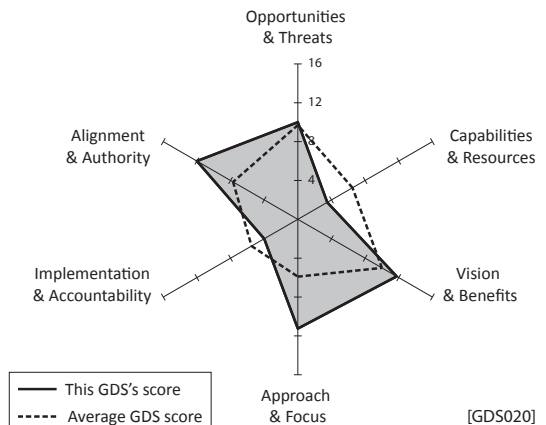 Opportunities
& Threats
16
12
8
4
Alignment
& Authority
Capabilities
& Resources
Implementation
& Accountability
Vision
& Benefits
Approach
& Focus
This GDS's score
Average GDS score
[GDS020]